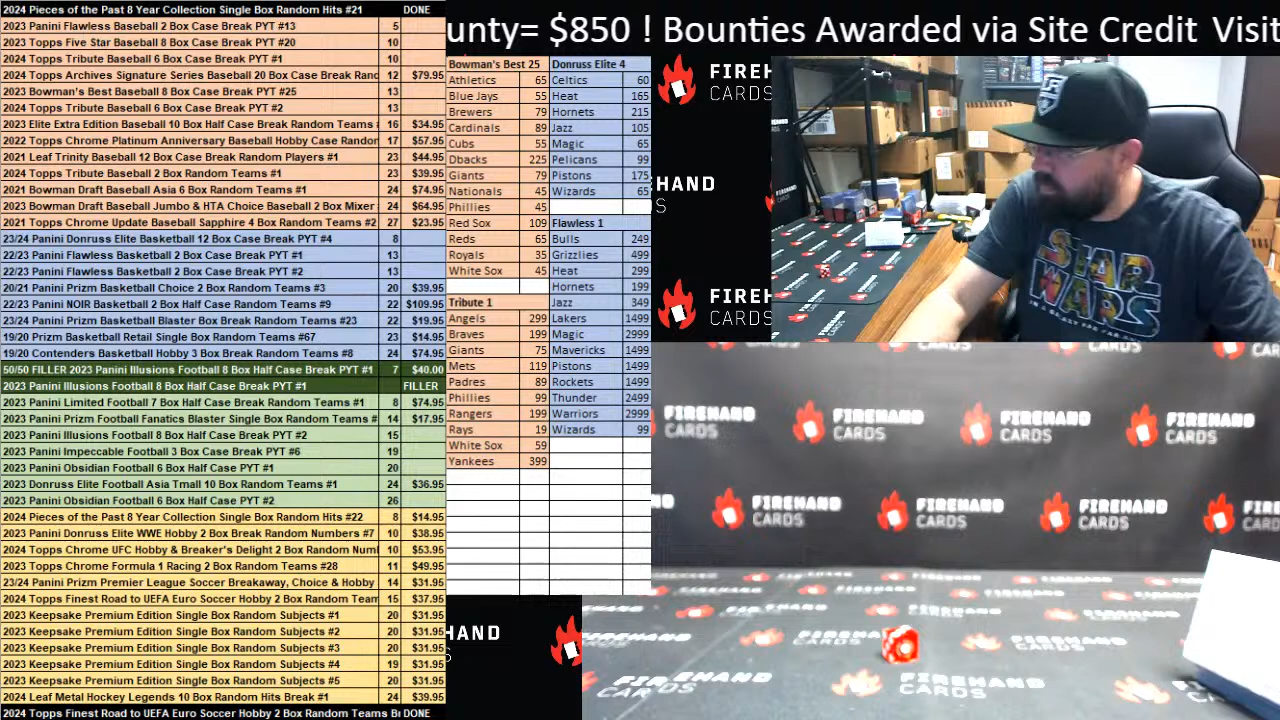 2024 Pieces of the Past 8 Year Collection Single Box Random Hits #21 DONE
2023 Panini Flawless Baseball 2 Box Case Break PYT #13 5
2023 Topps Five Star Baseball 8 Box Case Break PYT #20 10
2024 Topps Tribute Baseball 6 Box Case Break PYT #1 10
2024 Topps Archives Signature Series Baseball 20 Box Case Break Ranc 12 $79.95
2023 Bowman's Best Baseball 8 Box Case Break PYT #25 13
2024 Topps Tribute Baseball 6 Box Case Break PYT #2 13
2023 Elite Extra Edition Baseball 10 Box Half Case Break Random Teams 16 $34.95
2022 Topps Chrome Platinum Anniversary Baseball Hobby Case Randor 17 $57.95
2021 Leaf Trinity Baseball 12 Box Case Break Random Players #1 23 $44.95
2024 Topps Tribute Baseball 2 Box Random Teams #1 23 $39.95
2021 Bowman Draft Baseball Asia 6 Box Random Teams #1 24 $74.95
2023 Bowman Draft Baseball Jumbo & HTA Choice Baseball 2 Box Mixer 24 $64.95
2021 Topps Chrome Update Baseball Sapphire 4 Box Random Teams #2 27 $23.95
23/24 Panini Donruss Elite Basketball 12 Box Case Break PYT #4 8
22/23 Panini Flawless Basketball 2 Box Case Break PYT #1 13
22/23 Panini Flawless Basketball 2 Box Case Break PYT #2 13
20/21 Panini Prizm Basketball Choice 2 Box Random Teams #3 20 $39.95
22/23 Panini NOIR Basketball 2 Box Half Case Random Teams #9 22 $109.95
23/24 Panini Prizm Basketball Blaster Box Break Random Teams #23 22 $19.95
19/20 Prizm Basketball Retail Single Box Random Teams #67 23 $14.95
19/20 Contenders Basketball Hobby 3 Box Break Random Teams #8 24 $74.95
50/50 FILLER 2023 Panini Illusions Football 8 Box Half Case Break PYT #1 7 $40.00
2023 Panini Illusions Football 8 Box Half Case Break PYT #1 FILLER
2023 Panini Limited Football 7 Box Half Case Break Random Teams #1 8 $74.95
2023 Panini Prizm Football Fanatics Blaster Single Box Random Teams # 14 $17.95
2023 Panini Illusions Football 8 Box Half Case Break PYT #2 15
2023 Panini Impeccable Football 3 Box Case Break PYT #6 19
2023 Panini Obsidian Football 6 Box Half Case PYT #1 20
2023 Donruss Elite Football Asia Tmall 10 Box Random Teams #1 24 $36.95
2023 Panini Obsidian Football 6 Box Half Case PYT #2 26
2024 Pieces of the Past 8 Year Collection Single Box Random Hits #22 8 $14.95
2023 Panini Donruss Elite WWE Hobby 2 Box Break Random Numbers #7 10 $38.95
2024 Topps Chrome UFC Hobby & Breaker's Delight 2 Box Random Numl 10 $53.95
2023 Topps Chrome Formula 1 Racing 2 Box Random Teams #28 11 $49.95
23/24 Panini Prizm Premier League Soccer Breakaway, Choice & Hobby 14 $31.95
2024 Topps Finest Road to UEFA Euro Soccer Hobby 2 Box Random Team 15 $37.95
2023 Keepsake Premium Edition Single Box Random Subjects #1 20 $31.95
2023 Keepsake Premium Edition Single Box Random Subjects #2 20 $31.95
2023 Keepsake Premium Edition Single Box Random Subjects #3 20 $31.95
2023 Keepsake Premium Edition Single Box Random Subjects #4 19 $31.95
2023 Keepsake Premium Edition Single Box Random Subjects #5 20 $31.95
2024 Leaf Metal Hockey Legends 10 Box Random Hits Break #1 24 $39.95
2024 Topps Finest Road to UEFA Euro Soccer Hobby 2 Box Random Teams Br DONE
unty= $850 ! Bounties Awarded via Site Credit Visit
Bowman's Best 25
Athletics 65
Blue Jays 55
Brewers 79
Cardinals 89
Cubs 55
Dbacks 225
Giants 79
Nationals 45
Phillies 45
Red Sox 109
Reds 65
Royals 35
White Sox 45
Tribute 1
Angels 299
Braves 199
Giants 75
Mets 119
Padres 89
Phillies 99
Rangers 199
Rays 19
White Sox 59
Yankees 399
Donruss Elite 4
Celtics 60
Heat 165
Hornets 215
Jazz 105
Magic 65
Pelicans 99
Pistons 175
Wizards 65
Flawless 1
Bulls 249
Grizzlies 499
Heat 299
Hornets 199
Jazz 349
Lakers 1499
Magic 2999
Mavericks 1499
Pistons 1499
Rockets 1499
Thunder 2499
Warriors 2999
Wizards 99
FIREH
CARDS
REHAND
S
FIREH
CARDS
HAND
STAR
WARS
FIREHAND
CARDS
FIREHAND
CARDS
FIREHAND
CARDS
FIREHAND
CARDS
FIREHAND
CARDS
FIREHAND
CARDS